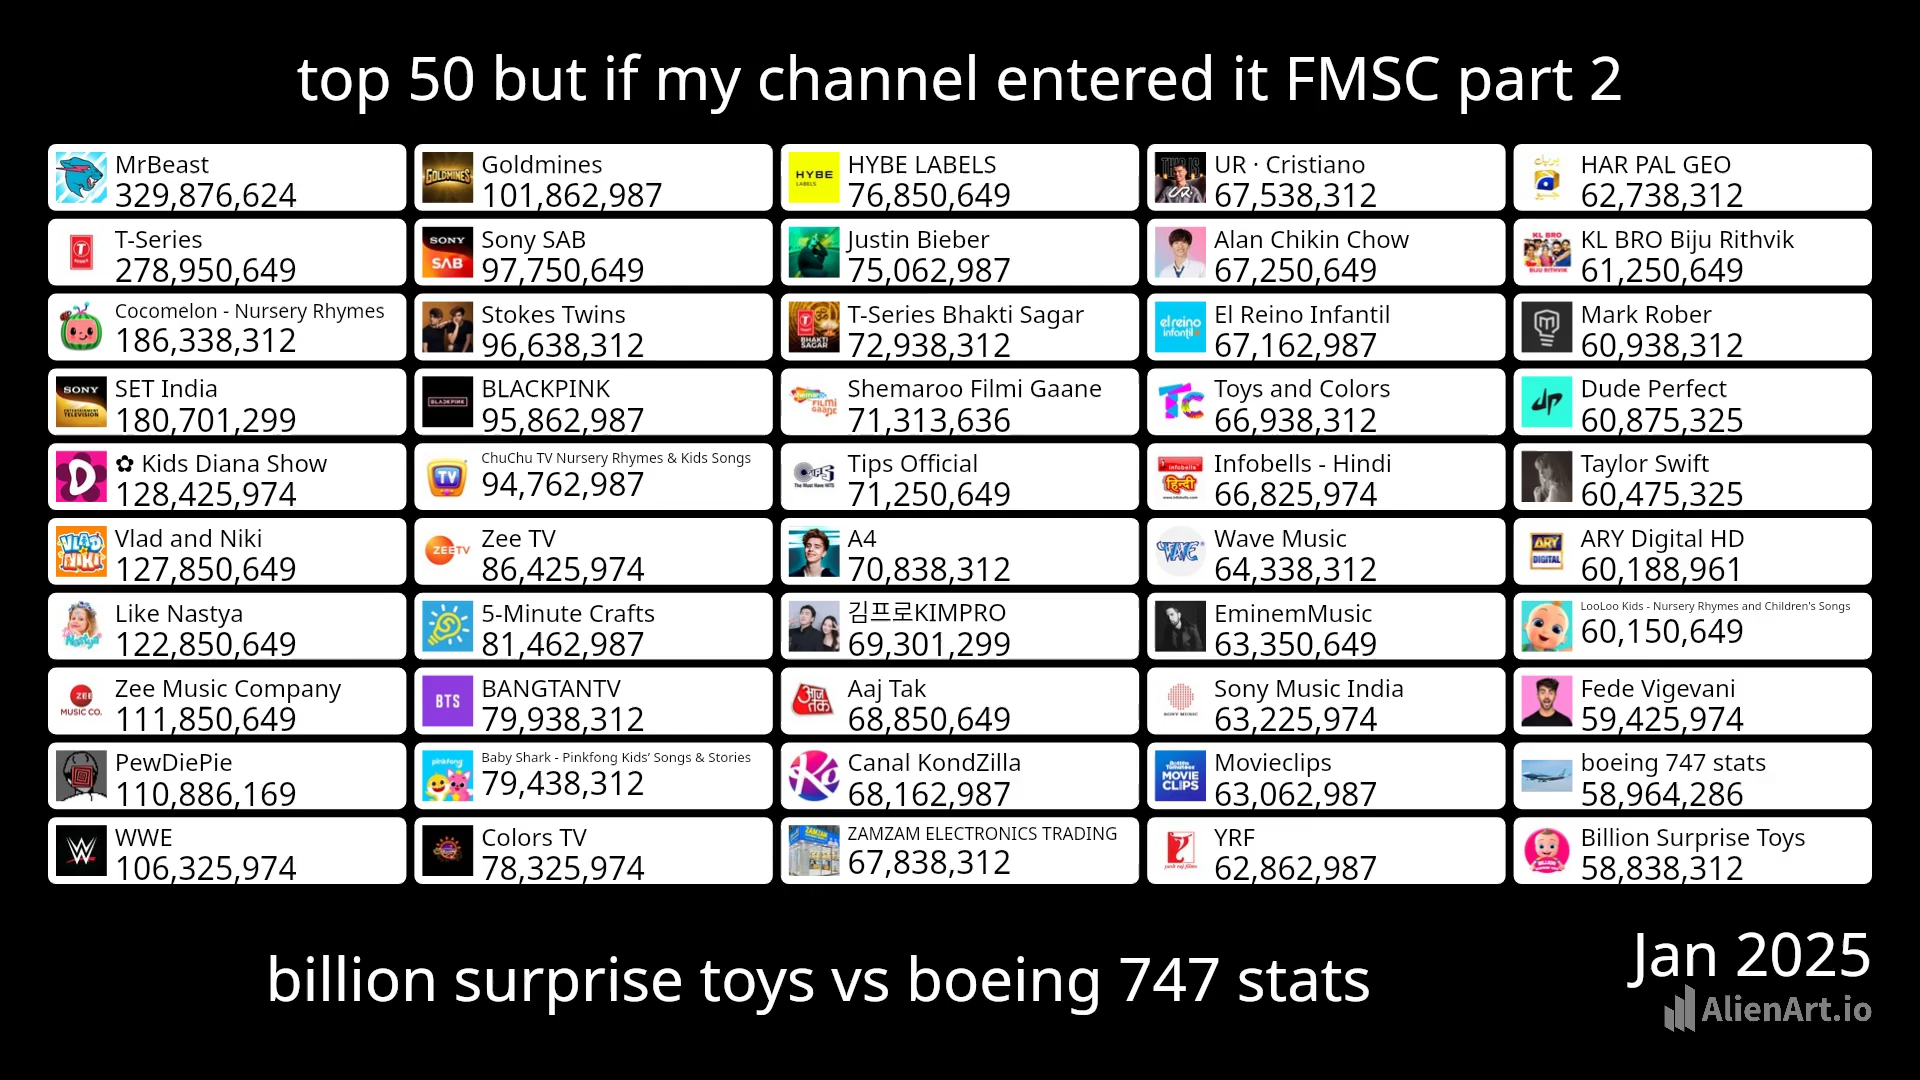 top 50 but if my channel entered it FMSC part 2
MrBeast
329,876,624
T-Series
278,950,649
Cocomelon - Nursery Rhymes
186,338,312
SET India
180,701,299
✿ Kids Diana Show
128,425,974
Vlad and Niki
127,850,649
Like Nastya
122,850,649
Zee Music Company
111,850,649
PewDiePie
110,886,169
WWE
106,325,974
Goldmines
101,862,987
Sony SAB
97,750,649
Stokes Twins
96,638,312
BLACKPINK
95,862,987
ChuChu TV Nursery Rhymes & Kids Songs
94,762,987
Zee TV
86,425,974
5-Minute Crafts
81,462,987
BANGTANTV
79,938,312
Baby Shark - Pinkfong Kids’ Songs & Stories
79,438,312
Colors TV
78,325,974
HYBE LABELS
76,850,649
Justin Bieber
75,062,987
T-Series Bhakti Sagar
72,938,312
Shemaroo Filmi Gaane
71,313,636
Tips Official
71,250,649
A4
70,838,312
김프로KIMPRO
69,301,299
Aaj Tak
68,850,649
Canal KondZilla
68,162,987
ZAMZAM ELECTRONICS TRADING
67,838,312
UR · Cristiano
67,538,312
Alan Chikin Chow
67,250,649
El Reino Infantil
67,162,987
Toys and Colors
66,938,312
Infobells - Hindi
66,825,974
Wave Music
64,338,312
EminemMusic
63,350,649
Sony Music India
63,225,974
Movieclips
63,062,987
YRF
62,862,987
HAR PAL GEO
62,738,312
KL BRO Biju Rithvik
61,250,649
Mark Rober
60,938,312
Dude Perfect
60,875,325
Taylor Swift
60,475,325
ARY Digital HD
60,188,961
LooLoo Kids - Nursery Rhymes and Children's Songs
60,150,649
Fede Vigevani
59,425,974
boeing 747 stats
58,964,286
Billion Surprise Toys
58,838,312
billion surprise toys vs boeing 747 stats
Jan 2025
AlienArt.io